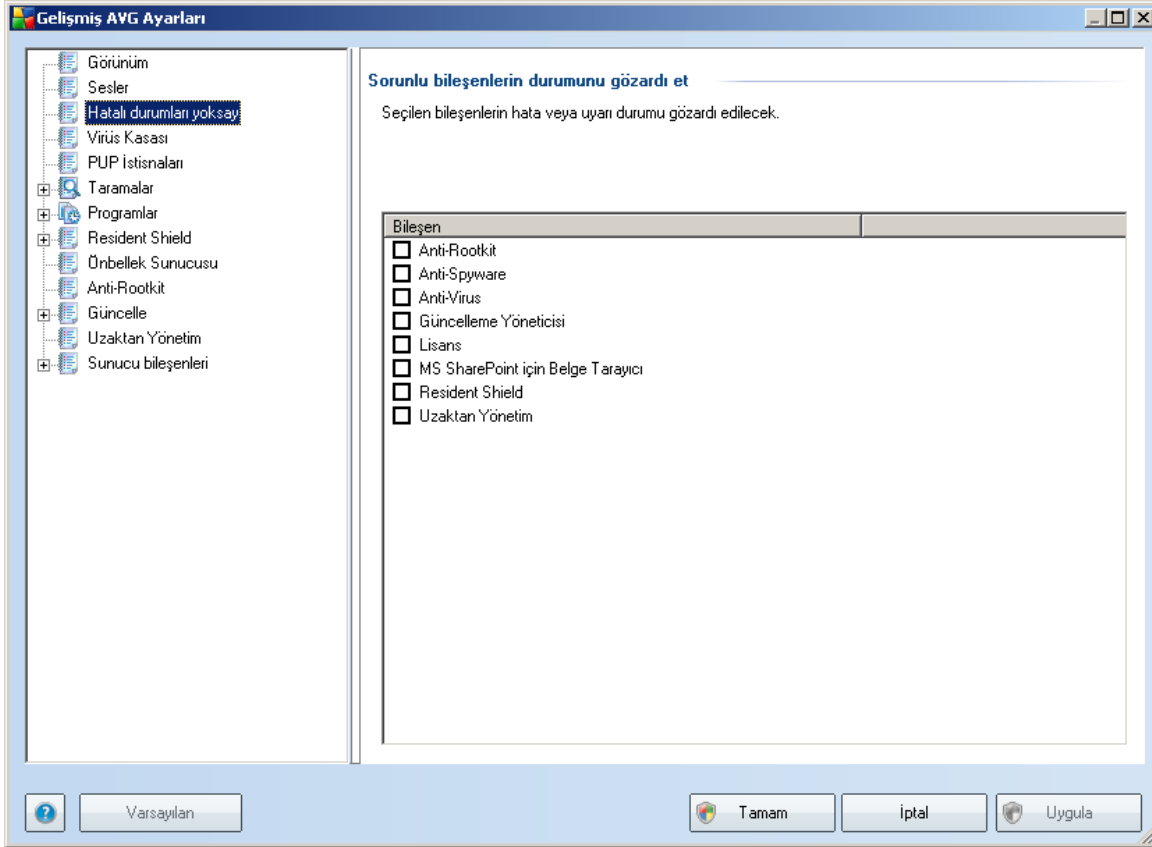 Gelişmiş AVG Ayarları
Görünüm
Sesler
Hatalı durumları yoksay
Virüs Kasası
PUP İstisnaları
Taramalar
Programlar
Resident Shield
Önbellek Sunucusu
Anti-Rootkit
Güncelle
Uzaktan Yönetim
Sunucu bileşenleri
Sorunlu bileşenlerin durumunu gözardı et
Seçilen bileşenlerin hata veya uyarı durumu gözardı edilecek.
Bileşen
Anti-Rootkit
Anti-Spyware
Anti-Virus
Güncelleme Yöneticisi
Lisans
MS SharePoint için Belge Tarayıcı
Resident Shield
Uzaktan Yönetim
Varsayılan
Tamam
İptal
Uygula